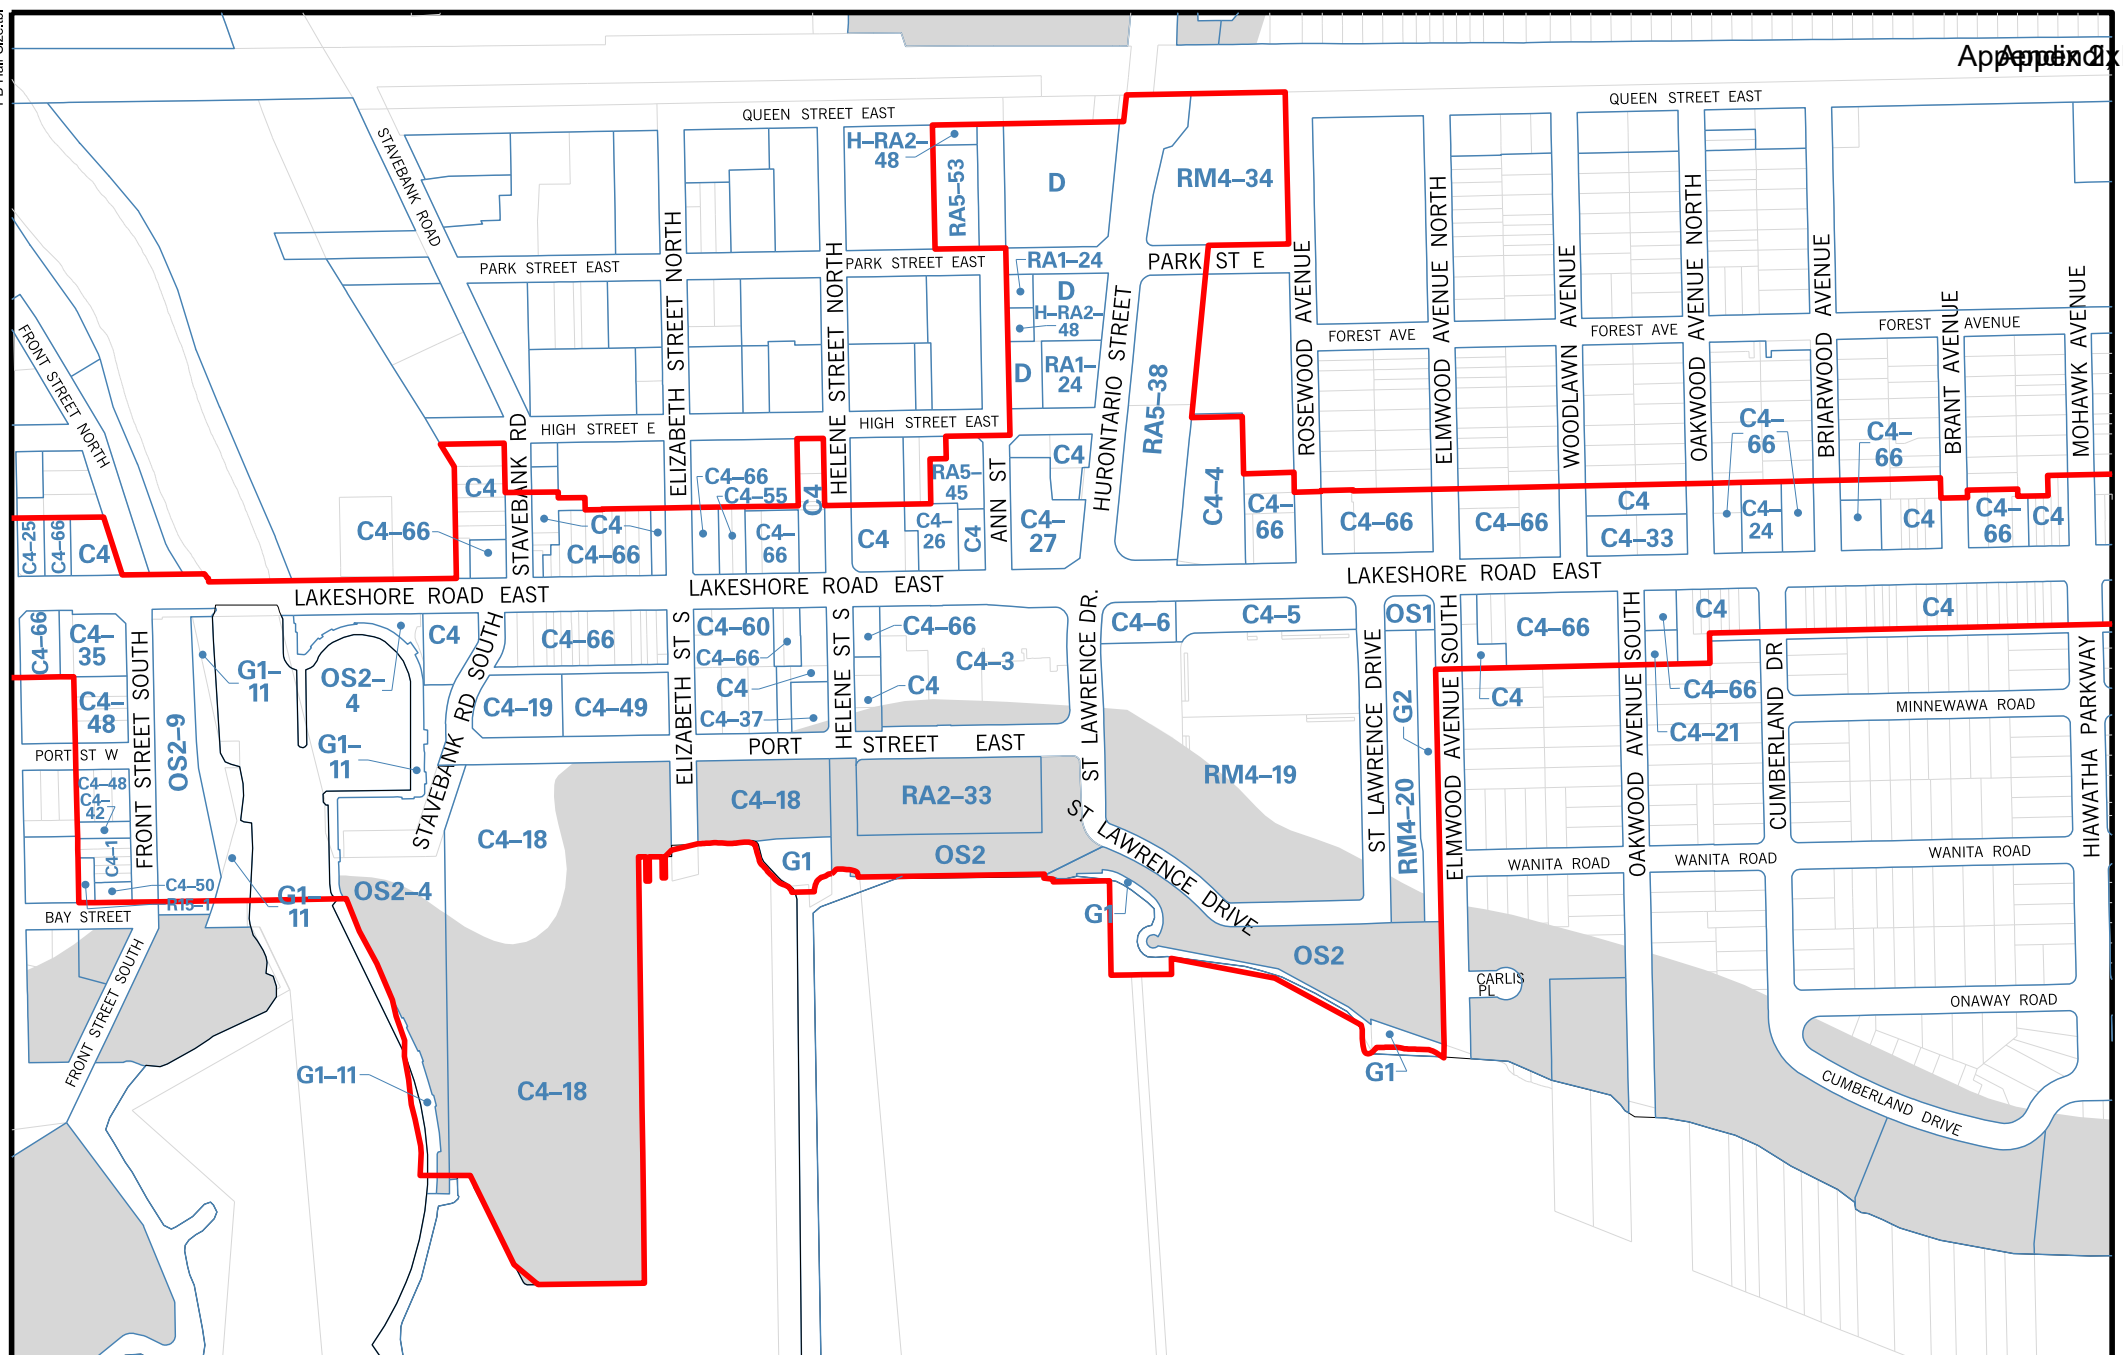 Appendix 2
QUEEN STREET EAST
QUEEN STREET EAST
STAVEBANK ROAD
H–RA2–
48
RA5–53
D
RM4–34
ELIZABETH STREET NORTH
HELENE STREET NORTH
PARK STREET EAST
PARK STREET EAST
RA1–24
PARK ST E
D
H–RA2–
48
D
RA1–
24
HURONTARIO STREET
RA5–38
ROSEWOOD AVENUE
FOREST AVE
ELMWOOD AVENUE NORTH
WOODLAWN AVENUE
FOREST AVE
OAKWOOD AVENUE NORTH
BRIARWOOD AVENUE
FOREST AVENUE
BRANT AVENUE
MOHAWK AVENUE
FRONT STREET NORTH
HIGH STREET E
HIGH STREET EAST
STAVEBANK RD
C4
C4–66
C4–25
C4–66
C4
C4
C4–66
C4–66
C4–55
C4–
66
C4
C4
RA5–
45
C4–
26
C4
ANN ST
C4
C4–
27
C4–4
C4–
66
C4–66
C4–66
C4
C4–33
C4–
66
C4–
24
C4–
66
C4
C4–
66
C4
LAKESHORE ROAD EAST
LAKESHORE ROAD EAST
LAKESHORE ROAD EAST
C4–66
C4–
35
C4–
48
PORT ST W
FRONT STREET SOUTH
OS2–9
G1–
11
OS2–
4
G1–
11
C4
STAVEBANK RD SOUTH
C4–66
C4–19
C4–49
ELIZABETH ST S
C4–60
C4–66
C4
C4–37
HELENE ST S
C4–66
C4–3
C4
PORT STREET EAST
ST LAWRENCE DR.
C4–6
C4–5
RM4–19
ST LAWRENCE DRIVE
OS1
G2
RM4–20
ELMWOOD AVENUE SOUTH
C4–66
C4
OAKWOOD AVENUE SOUTH
C4
C4–66
C4–21
CUMBERLAND DR
C4
MINNEWAWA ROAD
HIAWATHA PARKWAY
WANITA ROAD
WANITA ROAD
WANITA ROAD
C4–48
C4–
42
C4–1
C4–50
R15–1
BAY STREET
FRONT STREET SOUTH
G1–
11
OS2–4
STAVEBANK RD SOUTH
C4–18
C4–18
RA2–33
OS2
G1
ST LAWRENCE DRIVE
G1
OS2
G1
CARLIS
PL
ONAWAY ROAD
CUMBERLAND DRIVE
G1–11
C4–18